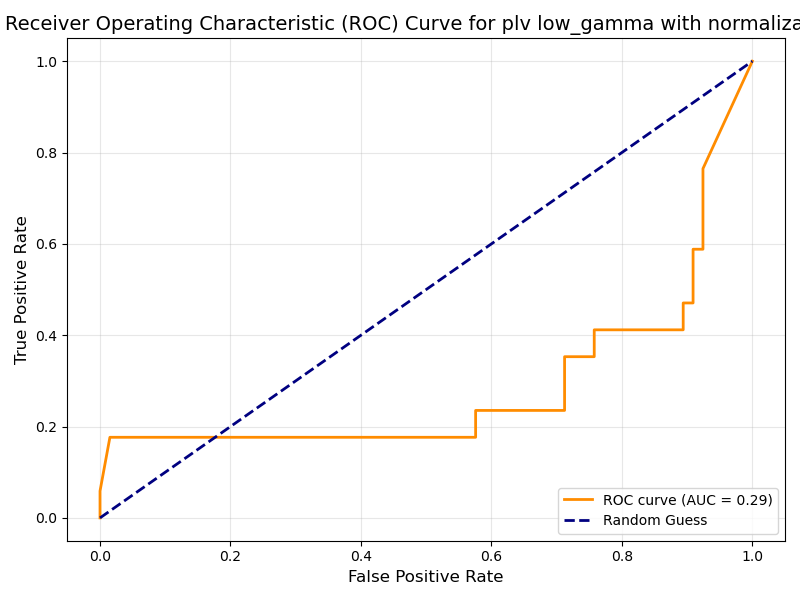 Receiver Operating Characteristic (ROC) Curve for plv low_gamma with normaliza
1.0
0.8
0.6
0.4
0.2
0.0
True Positive Rate
ROC curve (AUC = 0.29)
Random Guess
0.0 0.2 0.4 0.6 0.8 1.0
False Positive Rate